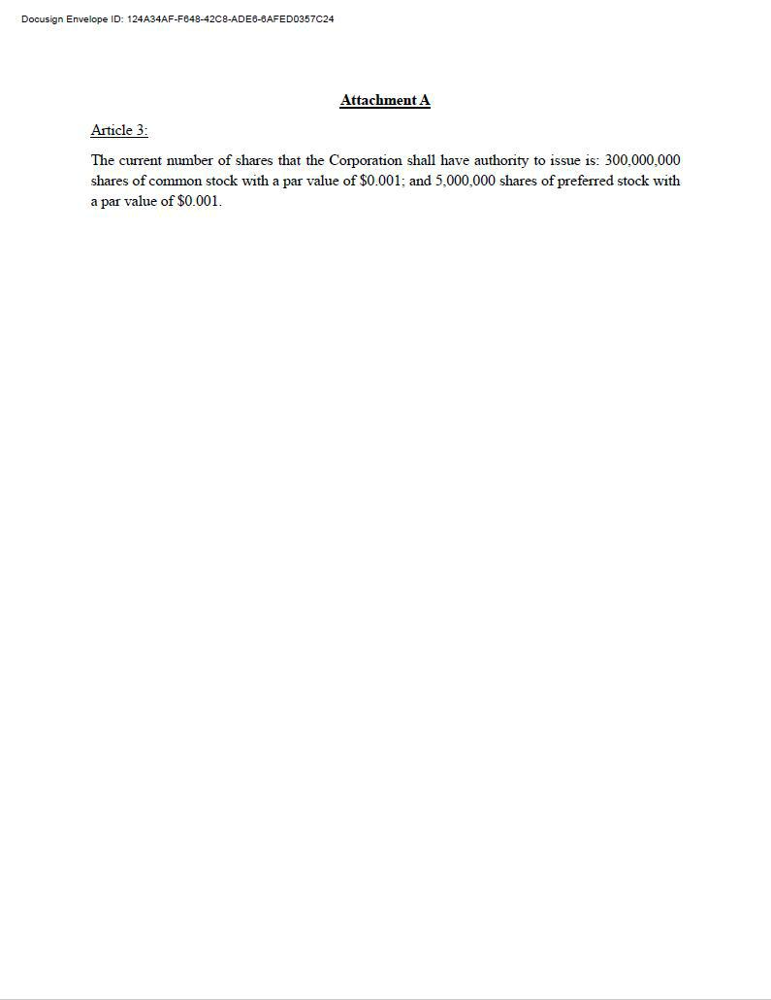 Docusign Envelope ID: 124A34AF-F648-42C8-ADE6-6AFED0357C24
Attachment A
Article 3:
The current number of shares that the Corporation shall have authority to issue is: 300,000,000
shares of common stock with a par value of $0.001; and 5,000,000 shares of preferred stock with
a par value of $0.001.